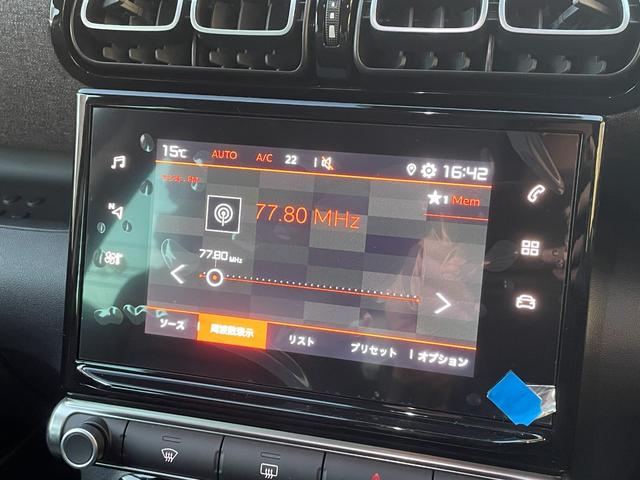 15℃ AUTO A/C 22 16:42
1 Mem
77.80 MHz
77.80 MHz
ソース 周波数表示 リスト プリセット オプション
N